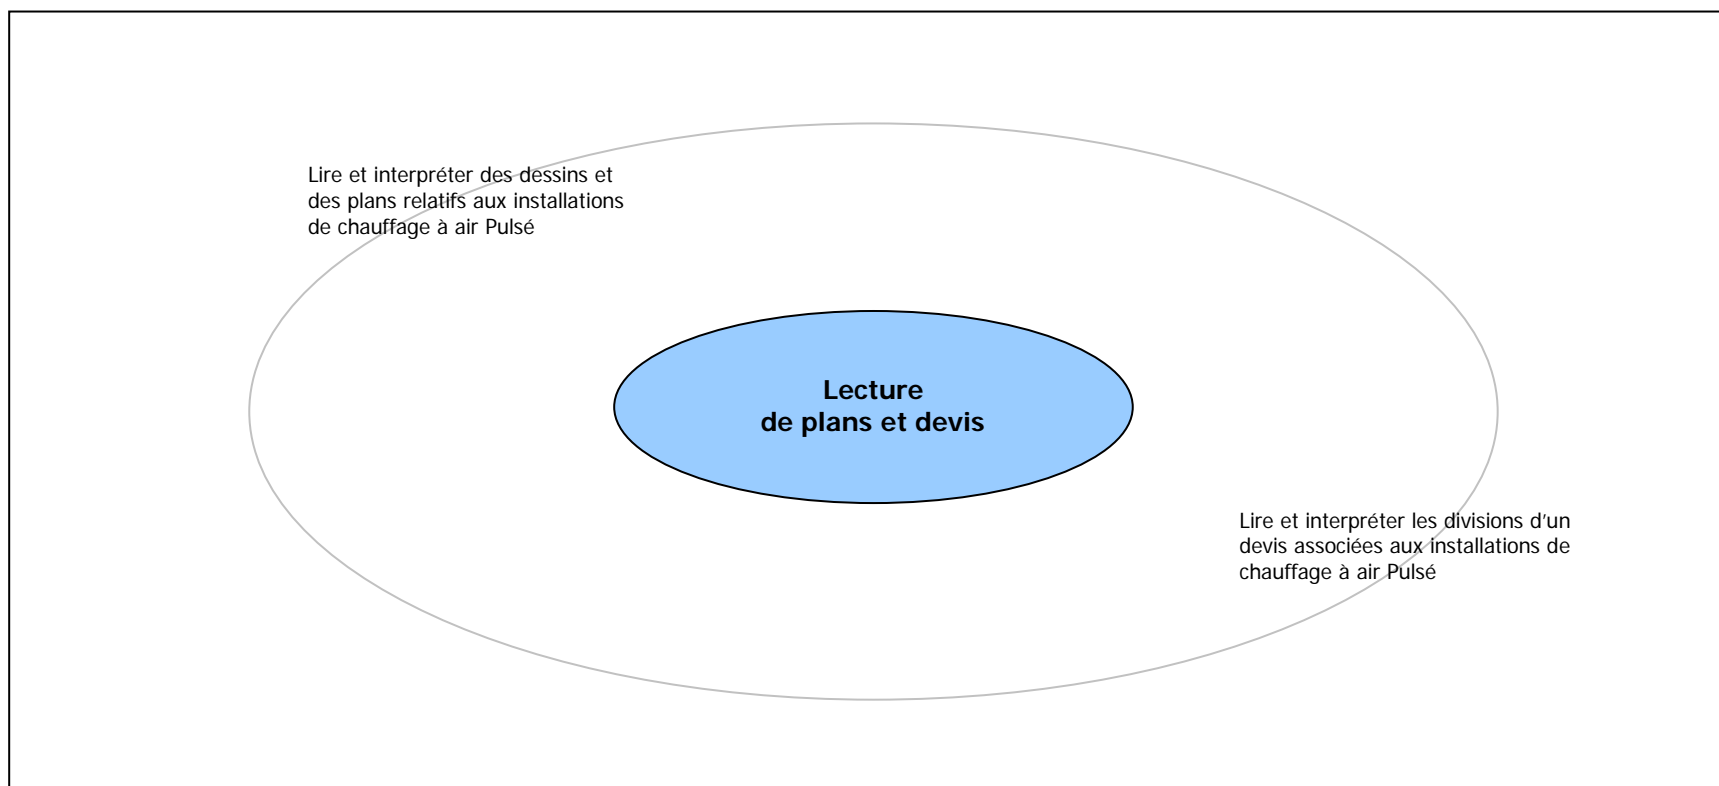 Lire et interpréter des dessins et
des plans relatifs aux installations
de chauffage à air Pulsé
Lecture
de plans et devis
Lire et interpréter les divisions d'un
devis associées aux installations de
chauffage à air Pulsé